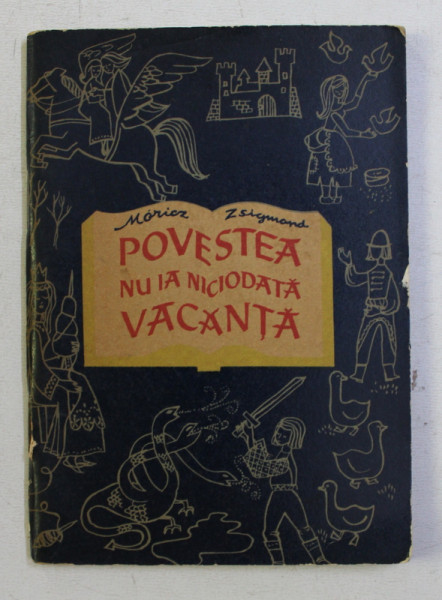 Móricz Zsigmond
POVESTEA
NU IA NICIODATĂ
VACANȚĂ